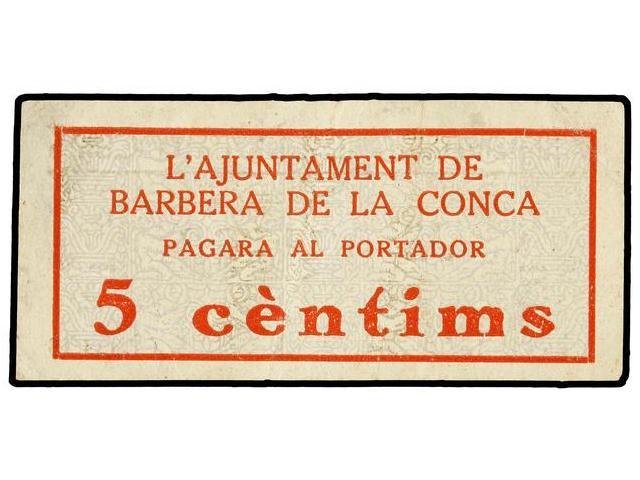 L'AJUNTAMENT DE
BARBERA DE LA CONCA
PAGARA AL PORTADOR
5 cèntims